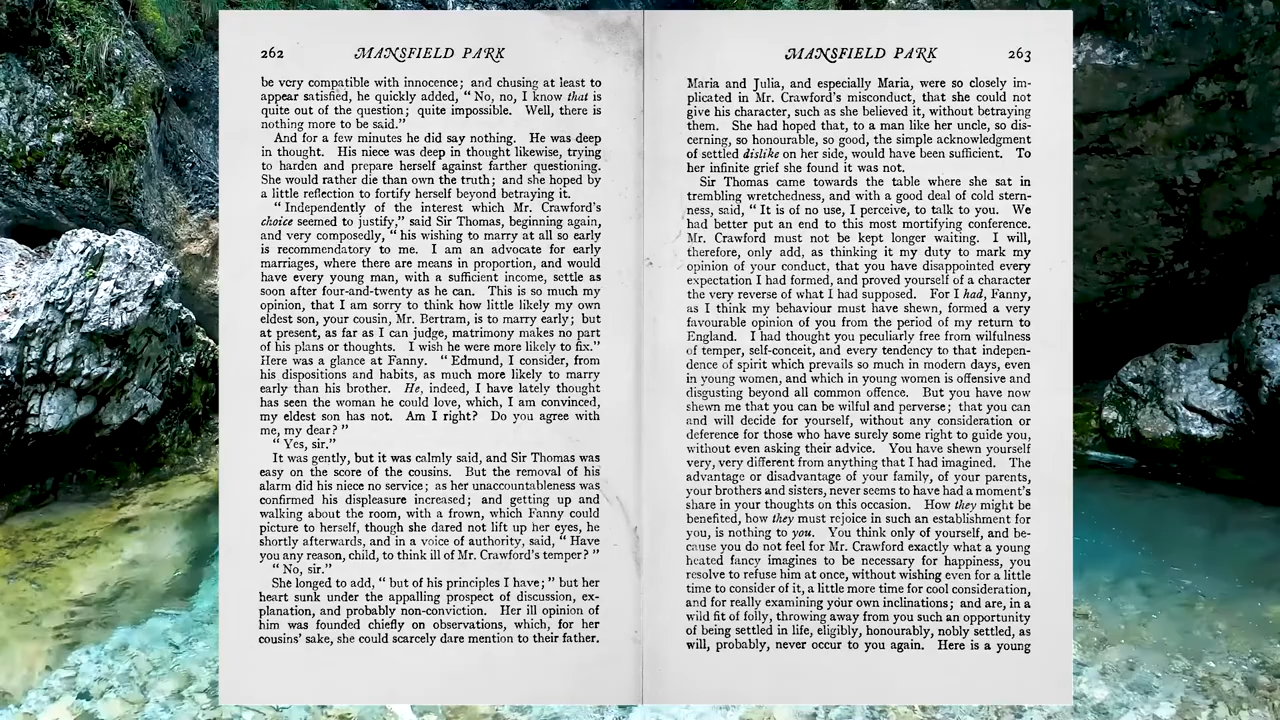 262 MANSFIELD PARK
be very compatible with innocence; and chusing at least to
appear satisfied, he quickly added, “ No, no, I know that is
quite out of the question; quite impossible. Well, there is
nothing more to be said.”
And for a few minutes he did say nothing. He was deep
in thought. His niece was deep in thought likewise, trying
to harden and prepare herself against farther questioning.
She would rather die than own the truth; and she hoped by
a little reflection to fortify herself beyond betraying it.
“ Independently of the interest which Mr. Crawford’s
choice seemed to justify,” said Sir Thomas, beginning again,
and very composedly, “ his wishing to marry at all so early
is recommendatory to me. I am an advocate for early
marriages, where there are means in proportion, and would
have every young man, with a sufficient income, settle as
soon after four-and-twenty as he can. This is so much my
opinion, that I am sorry to think how little likely my own
eldest son, your cousin, Mr. Bertram, is to marry early; but
at present, as far as I can judge, matrimony makes no part
of his plans or thoughts. I wish he were more likely to fix.”
Here was a glance at Fanny. “ Edmund, I consider, from
his dispositions and habits, as much more likely to marry
early than his brother. He, indeed, I have lately thought
has seen the woman he could love, which, I am convinced,
my eldest son has not. Am I right? Do you agree with
me, my dear? ”
“ Yes, sir.”
It was gently, but it was calmly said, and Sir Thomas was
easy on the score of the cousins. But the removal of his
alarm did his niece no service; as her unaccountableness was
confirmed his displeasure increased; and getting up and
walking about the room, with a frown, which Fanny could
picture to herself, though she dared not lift up her eyes, he
shortly afterwards, and in a voice of authority, said, “ Have
you any reason, child, to think ill of Mr. Crawford’s temper? ”
“ No, sir.”
She longed to add, “ but of his principles I have; ” but her
heart sunk under the appalling prospect of discussion, ex-
planation, and probably non-conviction. Her ill opinion of
him was founded chiefly on observations, which, for her
cousins’ sake, she could scarcely dare mention to their father.
MANSFIELD PARK 263
Maria and Julia, and especially Maria, were so closely im-
plicated in Mr. Crawford’s misconduct, that she could not
give his character, such as she believed it, without betraying
them. She had hoped that, to a man like her uncle, so dis-
cerning, so honourable, so good, the simple acknowledgment
of settled dislike on her side, would have been sufficient. To
her infinite grief she found it was not.
Sir Thomas came towards the table where she sat in
trembling wretchedness, and with a good deal of cold stern-
ness, said, “ It is of no use, I perceive, to talk to you. We
had better put an end to this most mortifying conference.
Mr. Crawford must not be kept longer waiting. I will,
therefore, only add, as thinking it my duty to mark my
opinion of your conduct, that you have disappointed every
expectation I had formed, and proved yourself of a character
the very reverse of what I had supposed. For I had, Fanny,
as I think my behaviour must have shewn, formed a very
favourable opinion of you from the period of my return to
England. I had thought you peculiarly free from wilfulness
of temper, self-conceit, and every tendency to that indepen-
dence of spirit which prevails so much in modern days, even
in young women, and which in young women is offensive and
disgusting beyond all common offence. But you have now
shewn me that you can be wilful and perverse; that you can
and will decide for yourself, without any consideration or
deference for those who have surely some right to guide you,
without even asking their advice. You have shewn yourself
very, very different from anything that I had imagined. The
advantage or disadvantage of your family, of your parents,
your brothers and sisters, never seems to have had a moment’s
share in your thoughts on this occasion. How they might be
benefited, how they must rejoice in such an establishment for
you, is nothing to you. You think only of yourself, and be-
cause you do not feel for Mr. Crawford exactly what a young
heated fancy imagines to be necessary for happiness, you
resolve to refuse him at once, without wishing even for a little
time to consider of it, a little more time for cool consideration,
and for really examining your own inclinations; and are, in a
wild fit of folly, throwing away from you such an opportunity
of being settled in life, eligibly, honourably, nobly settled, as
will, probably, never occur to you again. Here is a young